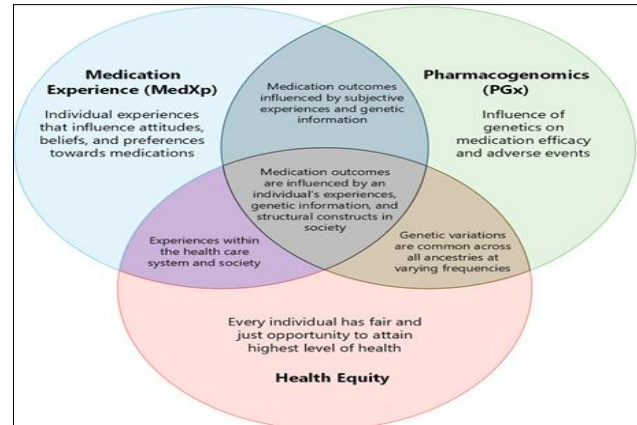 Medication
Experience (MedXp)
Individual experiences
that influence attitudes,
beliefs, and preferences
towards medications
Medication outcomes
influenced by subjective
experiences and genetic
information
Pharmacogenomics
(PGx)
Influence of
genetics on
medication efficacy
and adverse events
Medication outcomes
are influenced by an
individual's experiences,
genetic information, and
structural constructs in
society
Experiences within
the health care
system and society
Genetic variations
are common across
all ancestries at
varying frequencies
Every individual has fair and
just opportunity to attain
highest level of health
Health Equity